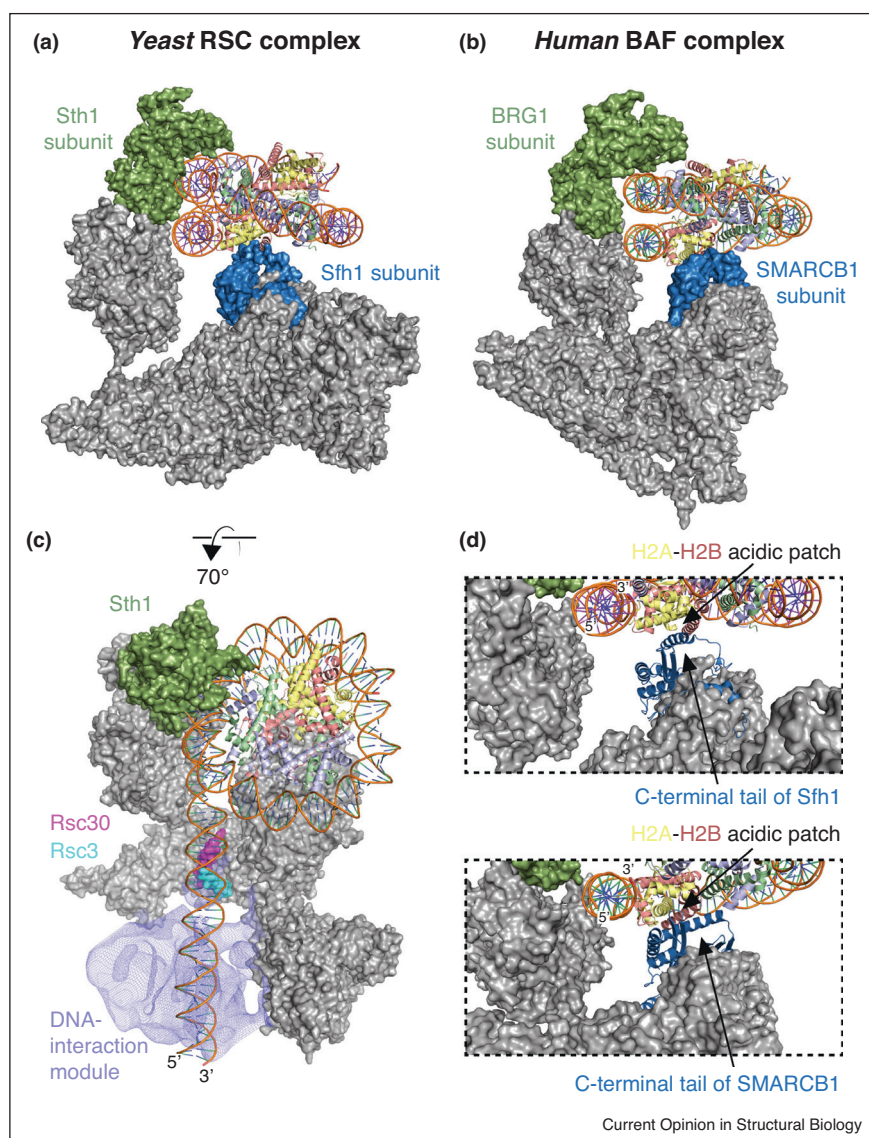 Yeast RSC complex
Human BAF complex
(a)
(b)
Sth1
subunit
BRG1
subunit
Sfh1 subunit
SMARCB1
subunit
(c)
70°
Sth1
Rsc30
Rsc3
DNA-
interaction
module
5’
3’
(d)
H2A-H2B acidic patch
3’
5’
C-terminal tail of Sfh1
H2A-H2B acidic patch
3’
5’
C-terminal tail of SMARCB1
Current Opinion in Structural Biology